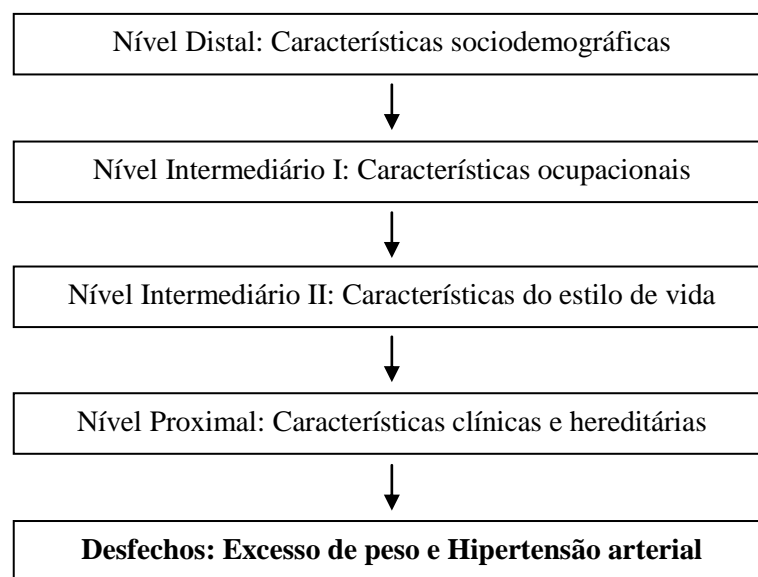 Nível Distal: Características sociodemográficas
Nível Intermediário I: Características ocupacionais
Nível Intermediário II: Características do estilo de vida
Nível Proximal: Características clínicas e hereditárias
Desfechos: Excesso de peso e Hipertensão arterial